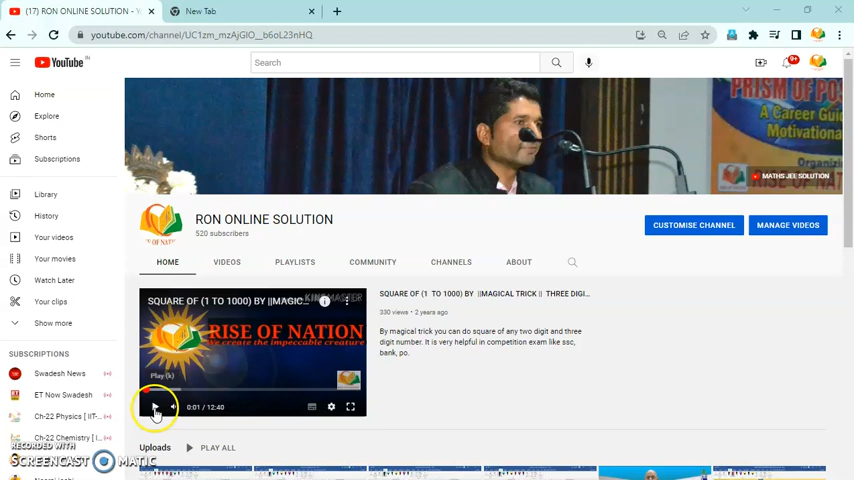 (17) RON ONLINE SOLUTION - Y
New Tab
youtube.com/channel/UC1zm_mzAjGIO__b6oL23nHQ
YouTube IN
Search
9+
Home
Explore
Shorts
Subscriptions
Library
History
Your videos
Your movies
Watch Later
Your clips
Show more
SUBSCRIPTIONS
Swadesh News
ET Now Swadesh
Ch-22 Physics [ IIT-...
Ch-22 Chemistry [ I...
RECORDED WITH
SCREENCAST MATIC
PRISM OF POS
A Career Guid
Motivationa
Organizin
RISE OF NAT
MATHS JEE SOLUTION
RON ONLINE SOLUTION
520 subscribers
CUSTOMISE CHANNEL
MANAGE VIDEOS
HOME
VIDEOS
PLAYLISTS
COMMUNITY
CHANNELS
ABOUT
SQUARE OF (1 TO 1000) BY ||MAGIC...
KINEMASTER
RISE OF NATION
We create the impeccable creature
Play (k)
0:01 / 12:40
SQUARE OF (1 TO 1000) BY ||MAGICAL TRICK || THREE DIGI...
330 views • 2 years ago
By magical trick you can do square of any two digit and three
digit number. It is very helpful in competition exam like ssc,
bank, po.
Uploads
PLAY ALL